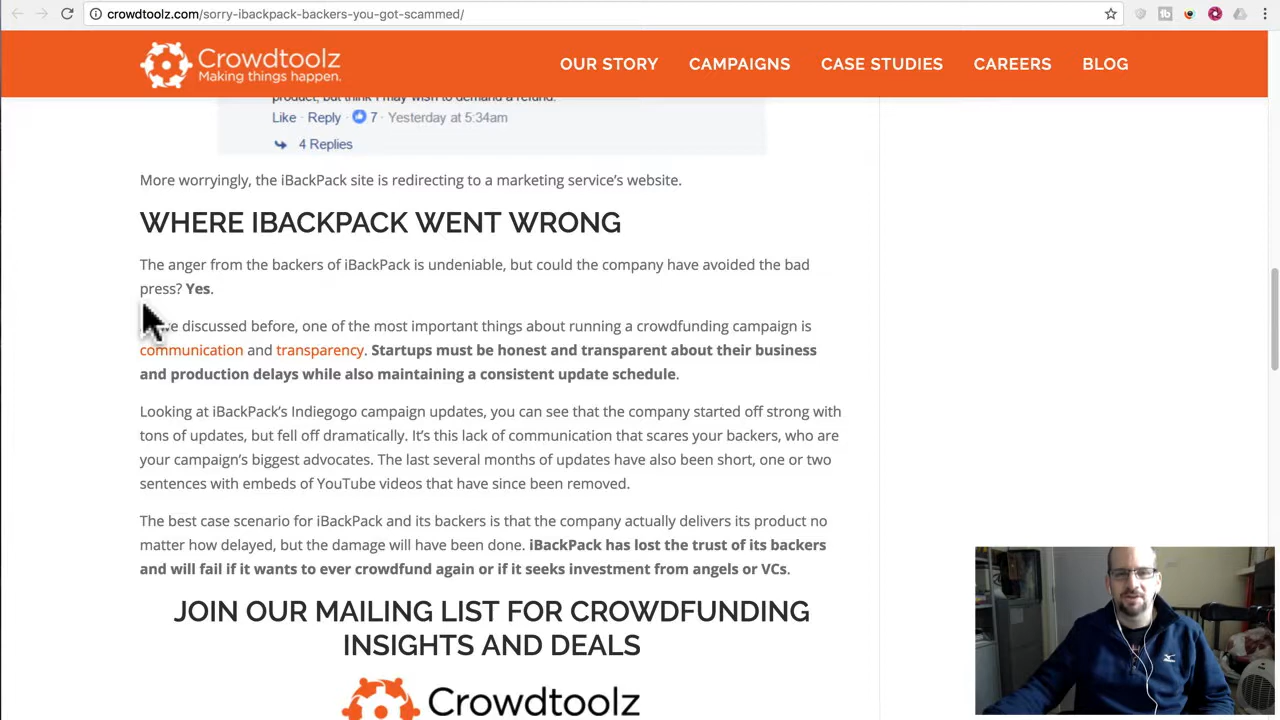 crowdtoolz.com/sorry-ibackpack-backers-you-got-scammed/
Crowdtoolz
Making things happen.
OUR STORY
CAMPAIGNS
CASE STUDIES
CAREERS
BLOG
product, but think I may wish to demand a refund.
Like · Reply · 7 · Yesterday at 5:34am
4 Replies
More worryingly, the iBackPack site is redirecting to a marketing service's website.
WHERE IBACKPACK WENT WRONG
The anger from the backers of iBackPack is undeniable, but could the company have avoided the bad
press? Yes.
discussed before, one of the most important things about running a crowdfunding campaign is
communication and transparency. Startups must be honest and transparent about their business
and production delays while also maintaining a consistent update schedule.
Looking at iBackPack's Indiegogo campaign updates, you can see that the company started off strong with
tons of updates, but fell off dramatically. It's this lack of communication that scares your backers, who are
your campaign's biggest advocates. The last several months of updates have also been short, one or two
sentences with embeds of YouTube videos that have since been removed.
The best case scenario for iBackPack and its backers is that the company actually delivers its product no
matter how delayed, but the damage will have been done. iBackPack has lost the trust of its backers
and will fail if it wants to ever crowdfund again or if it seeks investment from angels or VCs.
JOIN OUR MAILING LIST FOR CROWDFUNDING
INSIGHTS AND DEALS
Crowdtoolz